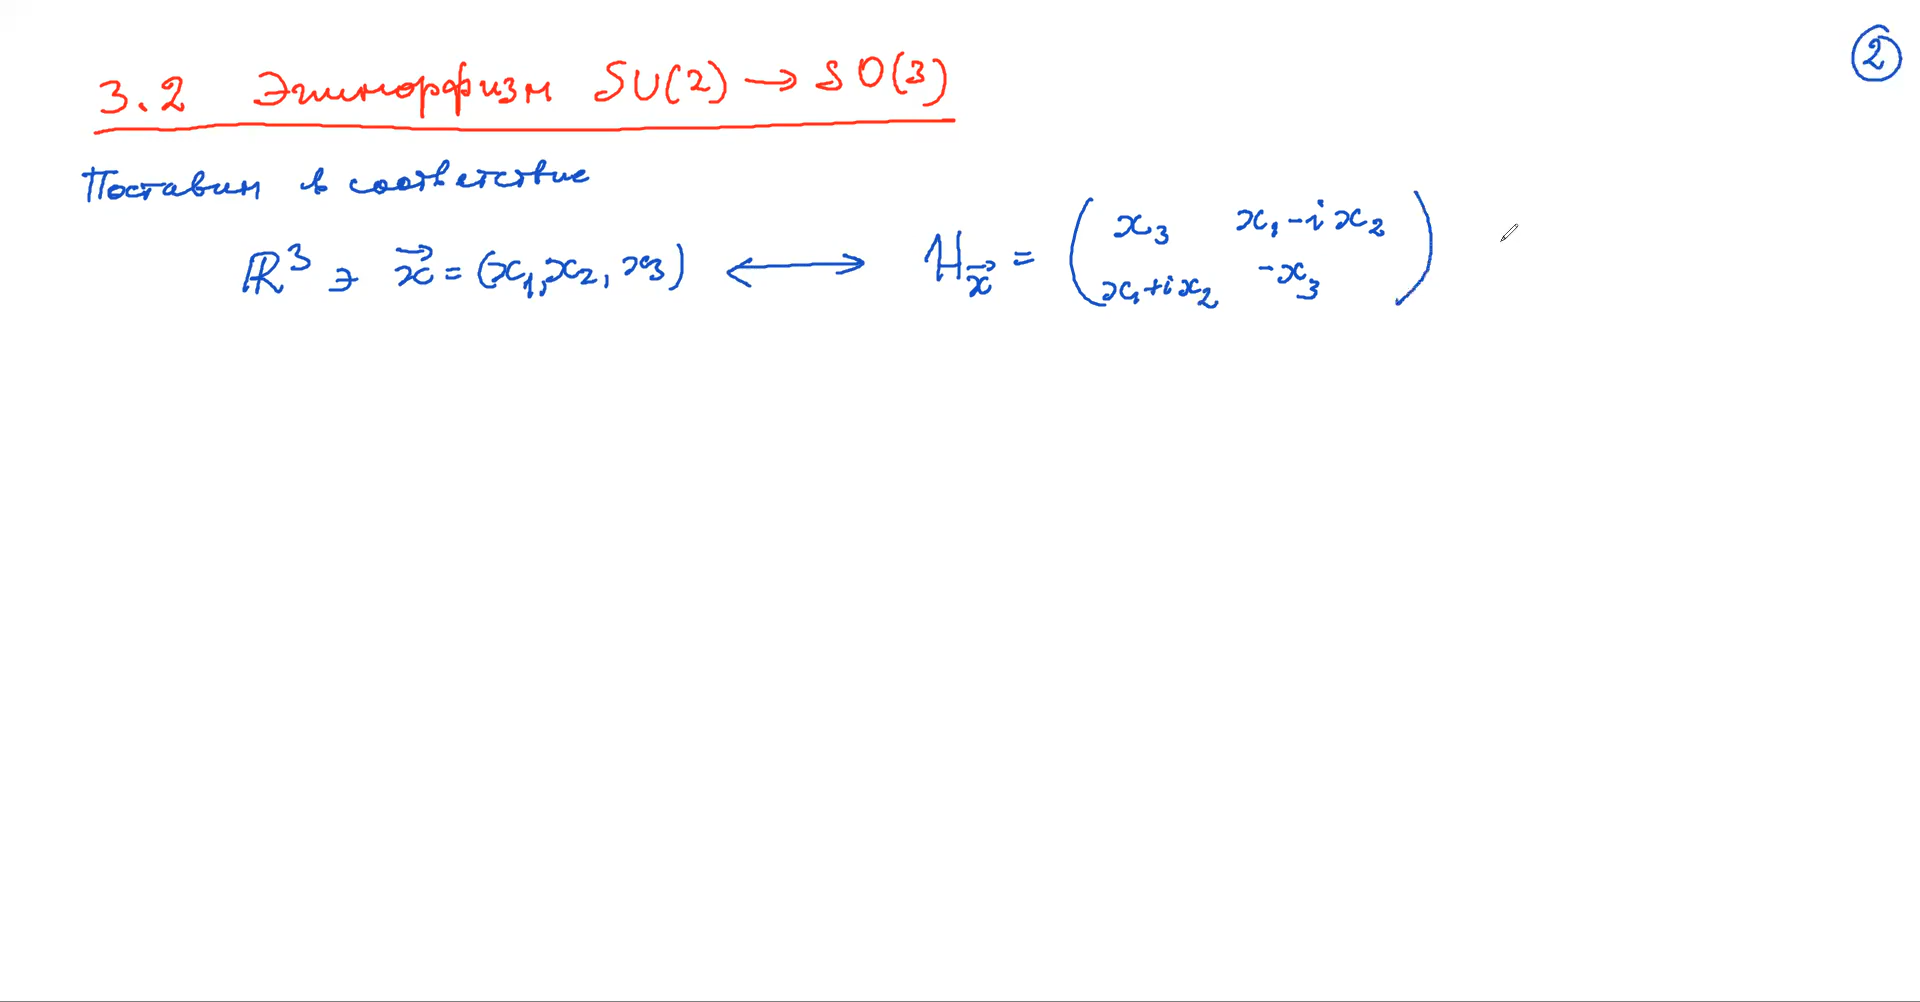 3.2 Эпиморфизм SU(2) → SO(3)
②
Поставим в соответствие
ℝ³ ∋ x⃗ = (x₁, x₂, x₃) ⟷ H_x⃗ = ( x₃ x₁ - i x₂
x₁ + i x₂ -x₃ )